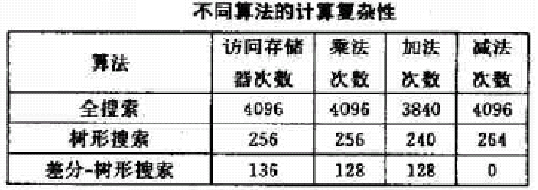 不同算法的计算复杂性
算法 访问存储器次数 乘法次数 加法次数 减法次数
全搜索 4096 4096 3840 4096
树形搜索 256 256 240 264
差分-树形搜索 136 128 128 0